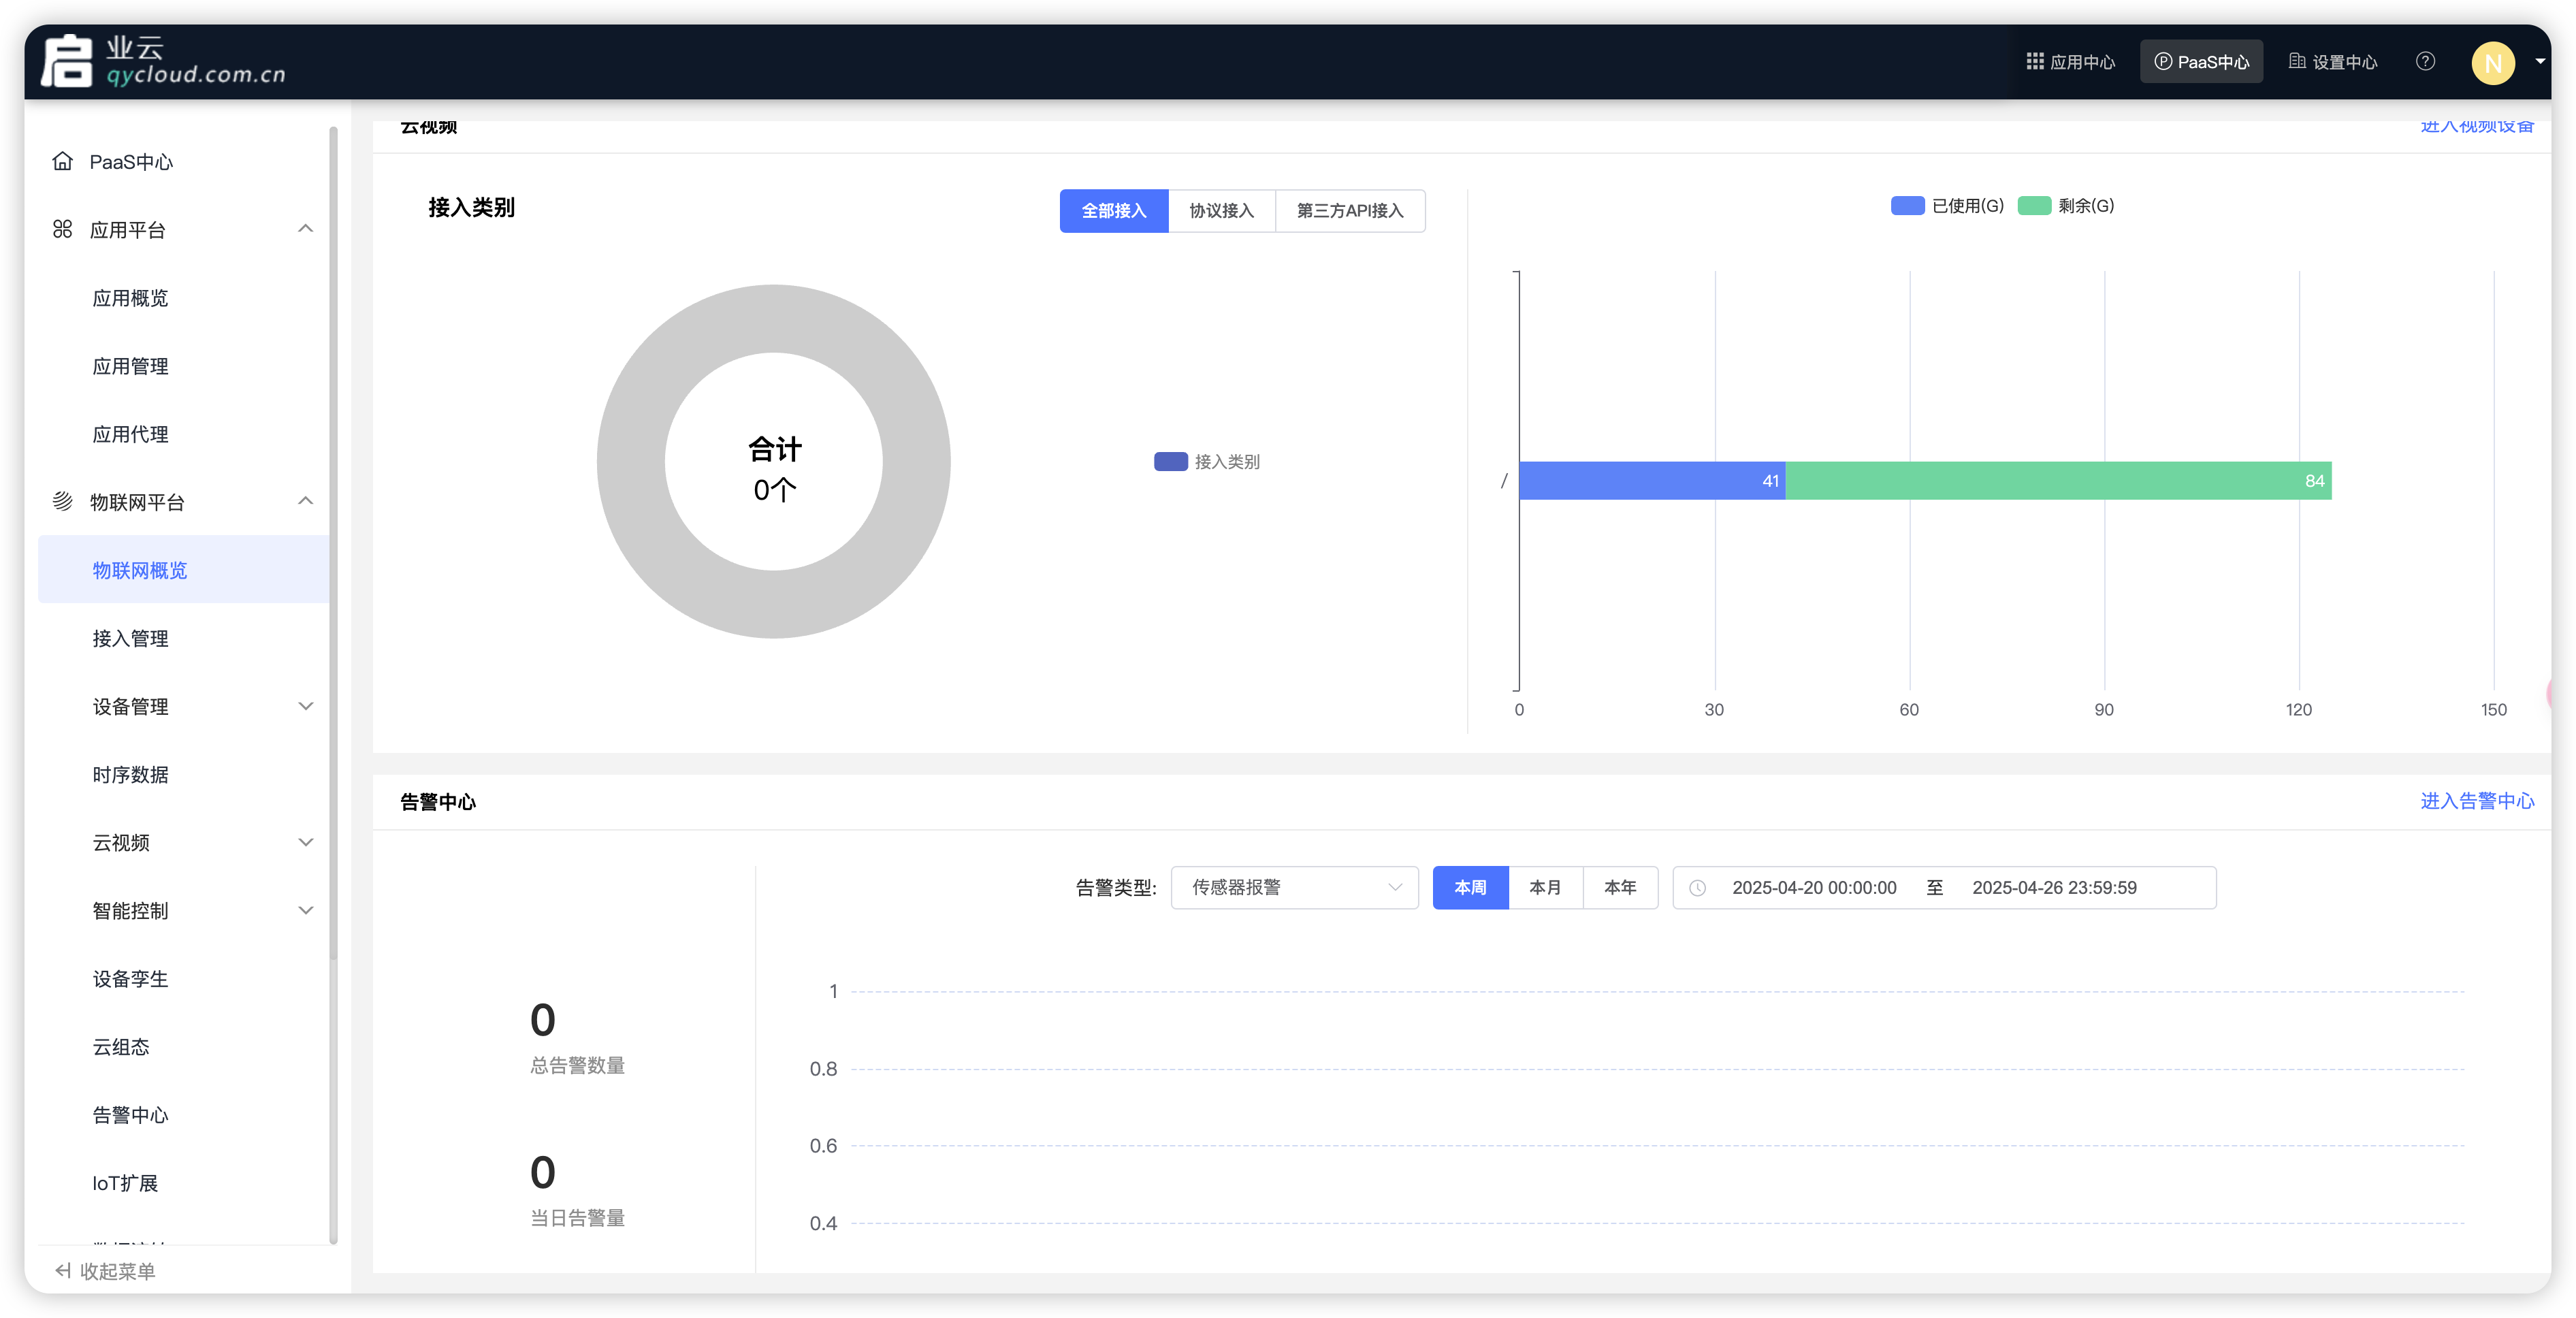 启 业云
qycloud.com.cn
应用中心
PaaS中心
设置中心
N
PaaS中心
应用平台
应用概览
应用管理
应用代理
物联网平台
物联网概览
接入管理
设备管理
时序数据
云视频
智能控制
设备孪生
云组态
告警中心
IoT扩展
收起菜单
云视频
进入视频设备
接入类别
全部接入
协议接入
第三方API接入
合计
0个
接入类别
已使用(G)
剩余(G)
/
41
84
0
30
60
90
120
150
告警中心
进入告警中心
告警类型:
传感器报警
本周
本月
本年
2025-04-20 00:00:00 至 2025-04-26 23:59:59
0
总告警数量
0
当日告警量
1
0.8
0.6
0.4